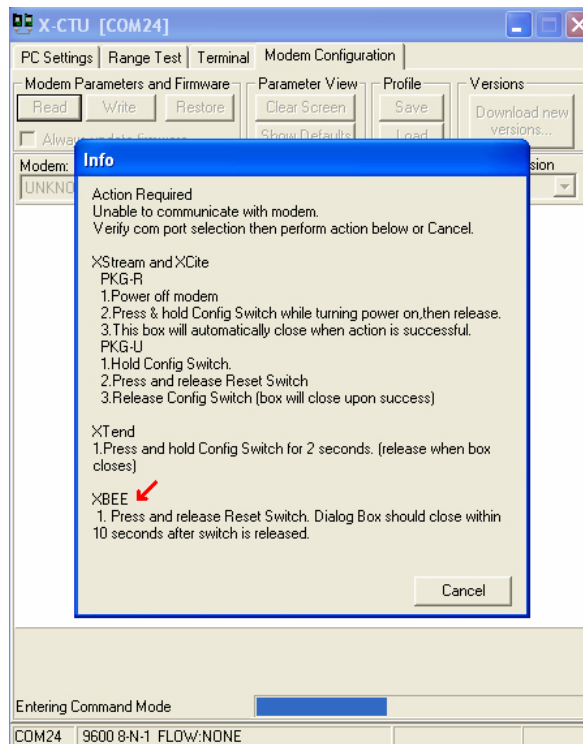 X-CTU [COM24]
PC Settings Range Test Terminal Modem Configuration
Modem Parameters and Firmware Parameter View Profile Versions
Read Write Restore Clear Screen Save Download new
versions...
Always update firmware Show Defaults Load
Modem:
UNKNO
sion
Info
Action Required
Unable to communicate with modem.
Verify com port selection then perform action below or Cancel.
XStream and XCite
PKG-R
1.Power off modem
2.Press & hold Config Switch while turning power on,then release.
3.This box will automatically close when action is successful.
PKG-U
1.Hold Config Switch.
2.Press and release Reset Switch
3.Release Config Switch (box will close upon success)
XTend
1.Press and hold Config Switch for 2 seconds. (release when box
closes)
XBEE
1. Press and release Reset Switch. Dialog Box should close within
10 seconds after switch is released.
Cancel
Entering Command Mode
COM24 9600 8-N-1 FLOW:NONE